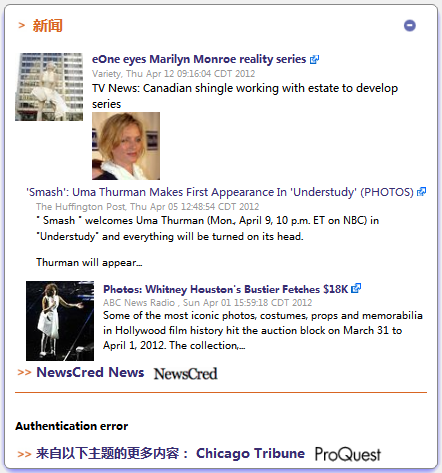 > 新闻
eOne eyes Marilyn Monroe reality series
Variety, Thu Apr 12 09:16:04 CDT 2012
TV News: Canadian shingle working with estate to develop
series
'Smash': Uma Thurman Makes First Appearance In 'Understudy' (PHOTOS)
The Huffington Post, Thu Apr 05 12:48:54 CDT 2012
" Smash " welcomes Uma Thurman (Mon., April 9, 10 p.m. ET on NBC) in
"Understudy" and everything will be turned on its head.
Thurman will appear...
Photos: Whitney Houston's Bustier Fetches $18K
ABC News Radio , Sun Apr 01 15:59:18 CDT 2012
Some of the most iconic photos, costumes, props and memorabilia
in Hollywood film history hit the auction block on March 31 to
April 1, 2012. The collection,...
>> NewsCred News NewsCred
Authentication error
>> 来自以下主题的更多内容： Chicago Tribune ProQuest